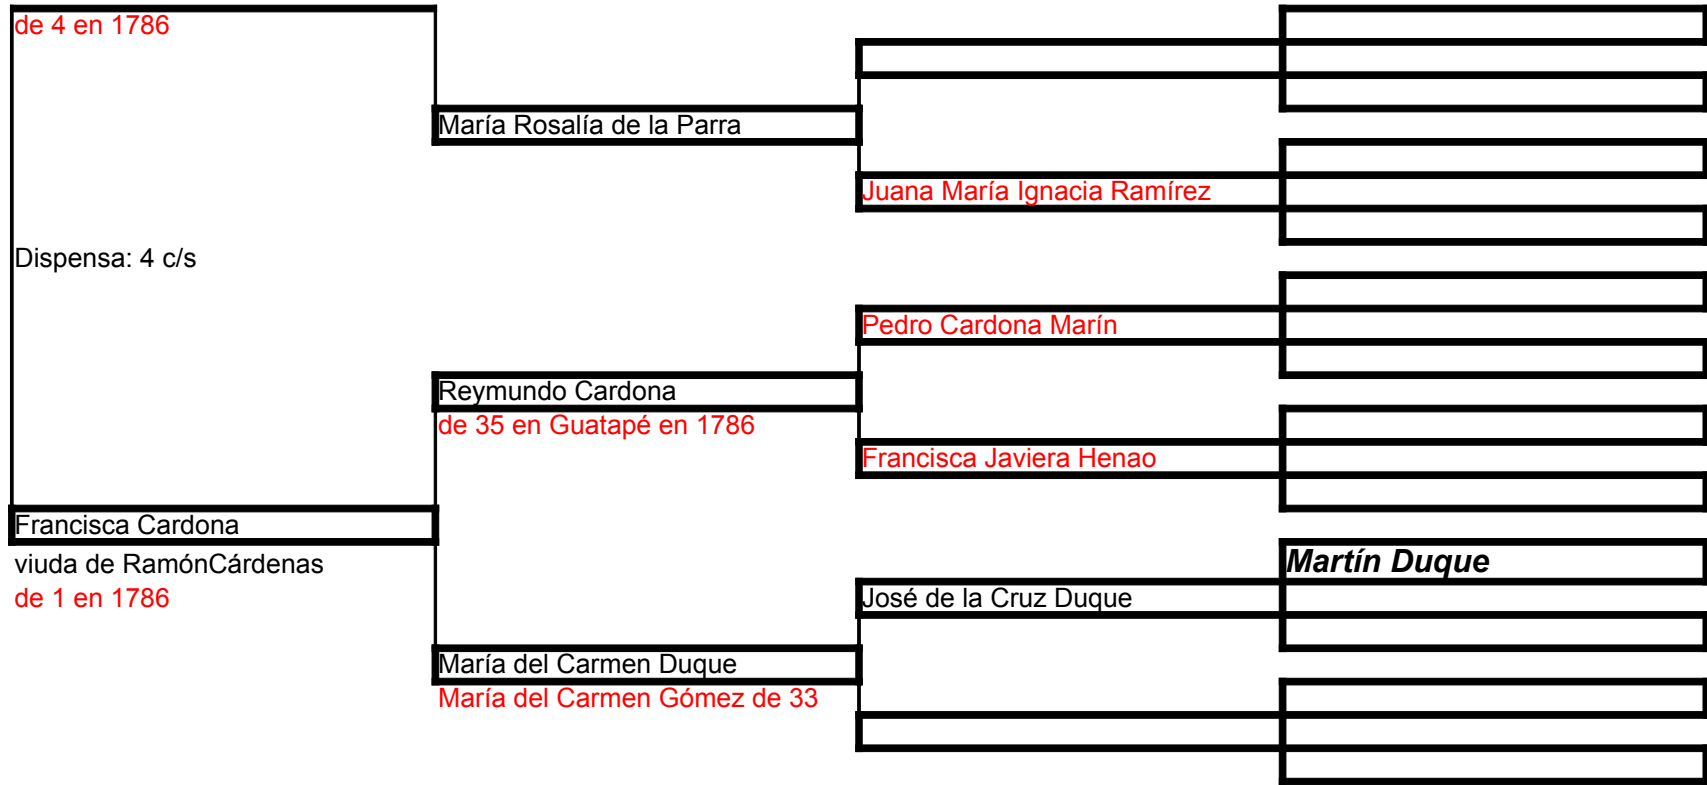 de 4 en 1786
María Rosalía de la Parra
Juana María Ignacia Ramírez
Dispensa: 4 c/s
Pedro Cardona Marín
Reymundo Cardona
de 35 en Guatapé en 1786
Francisca Javiera Henao
Francisca Cardona
viuda de RamónCárdenas
Martín Duque
de 1 en 1786
José de la Cruz Duque
María del Carmen Duque
María del Carmen Gómez de 33